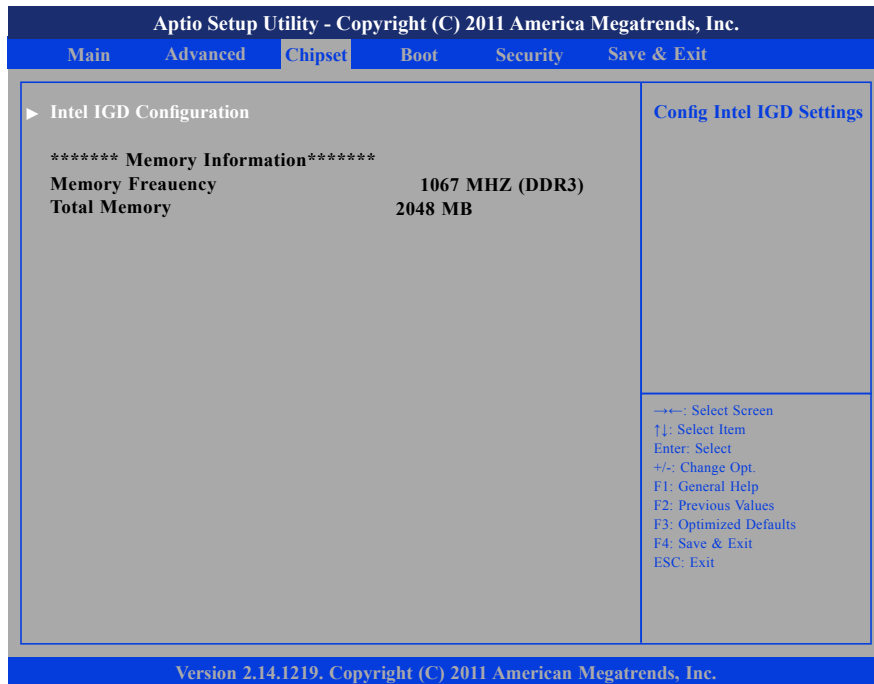 Aptio Setup Utility - Copyright (C) 2011 America Megatrends, Inc.
Main Advanced Chipset Boot Security Save & Exit
► Intel IGD Configuration
******* Memory Information*******
Memory Freauency 1067 MHZ (DDR3)
Total Memory 2048 MB
Config Intel IGD Settings
→←: Select Screen
↑↓: Select Item
Enter: Select
+/-: Change Opt.
F1: General Help
F2: Previous Values
F3: Optimized Defaults
F4: Save & Exit
ESC: Exit
Version 2.14.1219. Copyright (C) 2011 American Megatrends, Inc.